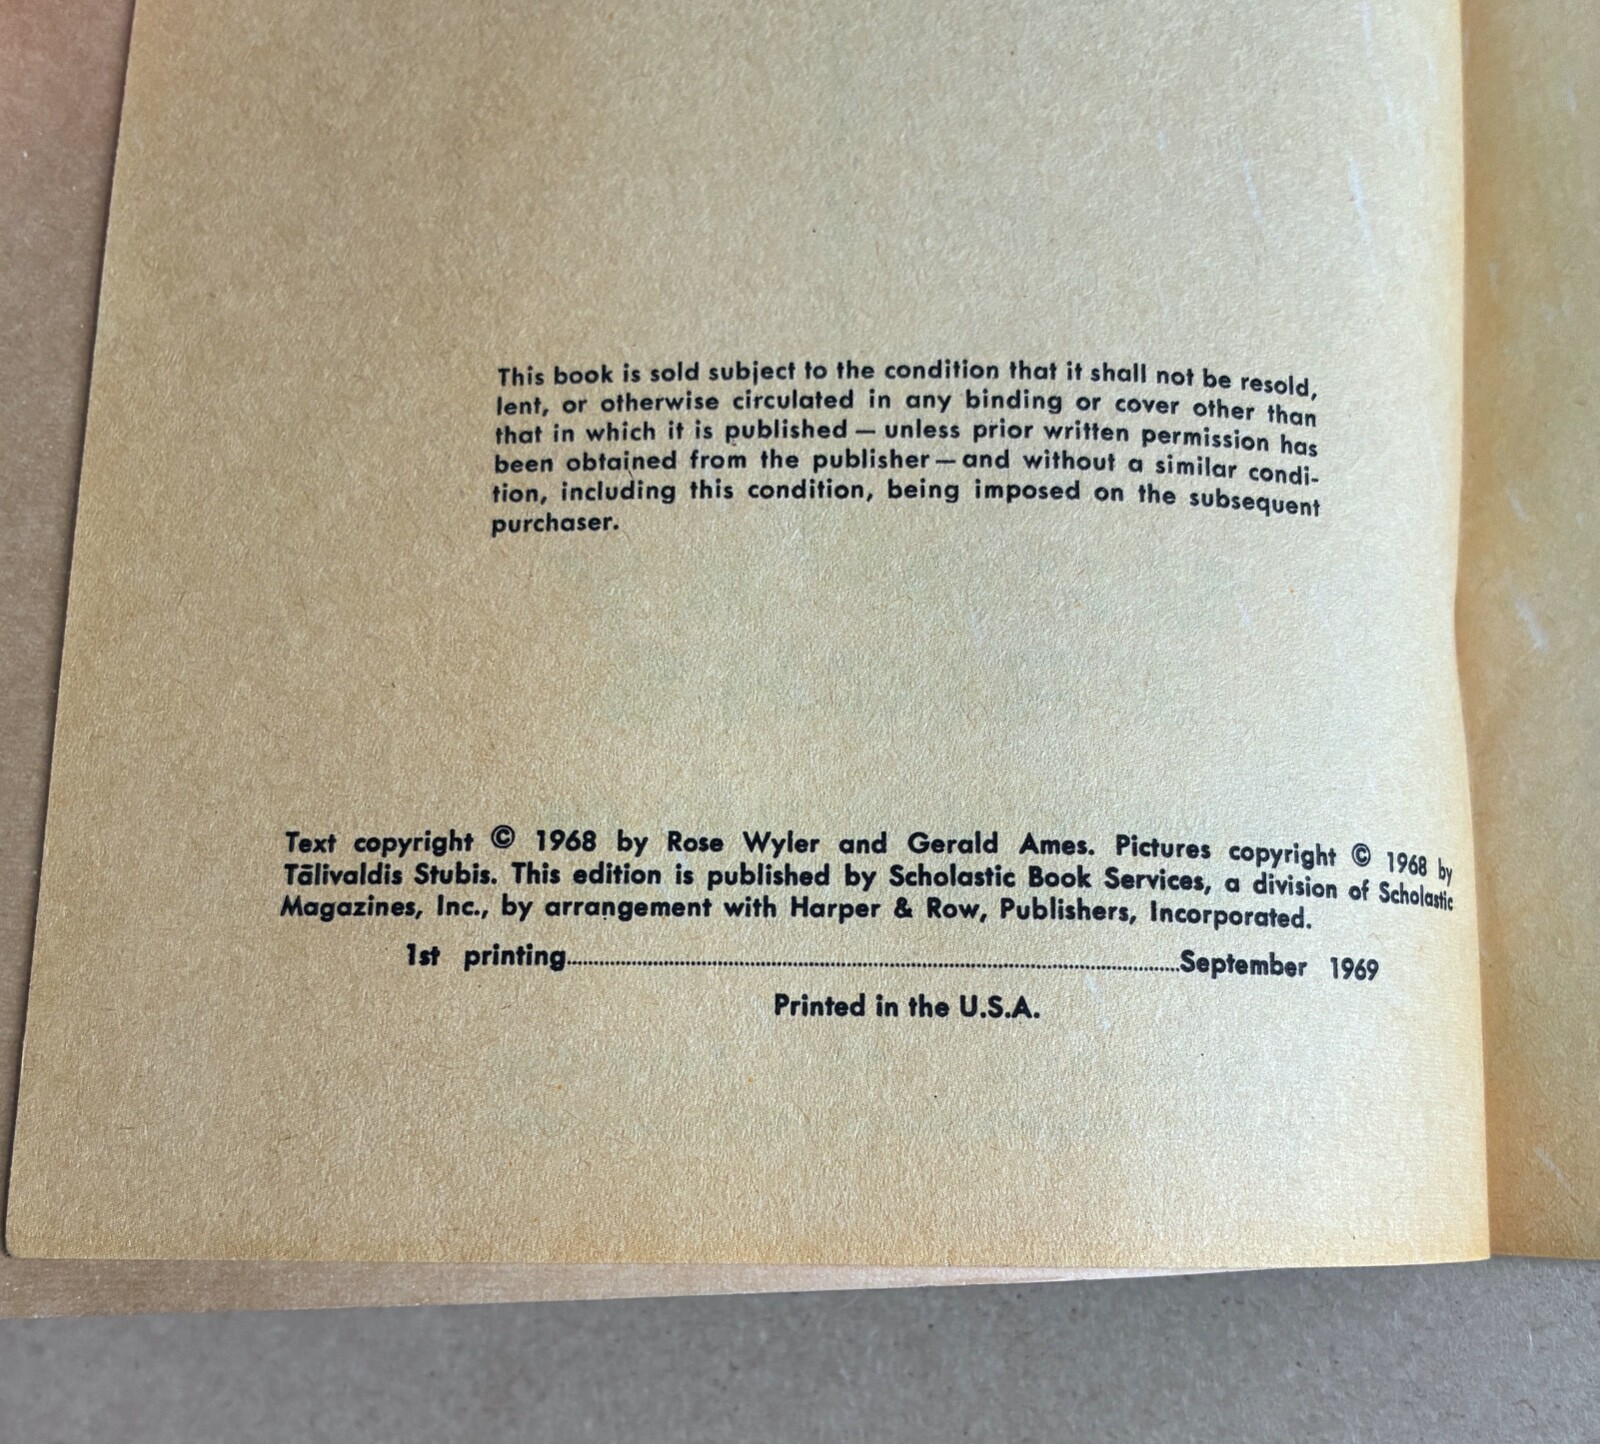 This book is sold subject to the condition that it shall not be resold,
lent, or otherwise circulated in any binding or cover other than
that in which it is published — unless prior written permission has
been obtained from the publisher — and without a similar condi-
tion, including this condition, being imposed on the subsequent
purchaser.
Text copyright © 1968 by Rose Wyler and Gerald Ames. Pictures copyright © 1968 by
Tālivaldis Stubis. This edition is published by Scholastic Book Services, a division of Scholastic
Magazines, Inc., by arrangement with Harper & Row, Publishers, Incorporated.
1st printing..........September 1969
Printed in the U.S.A.